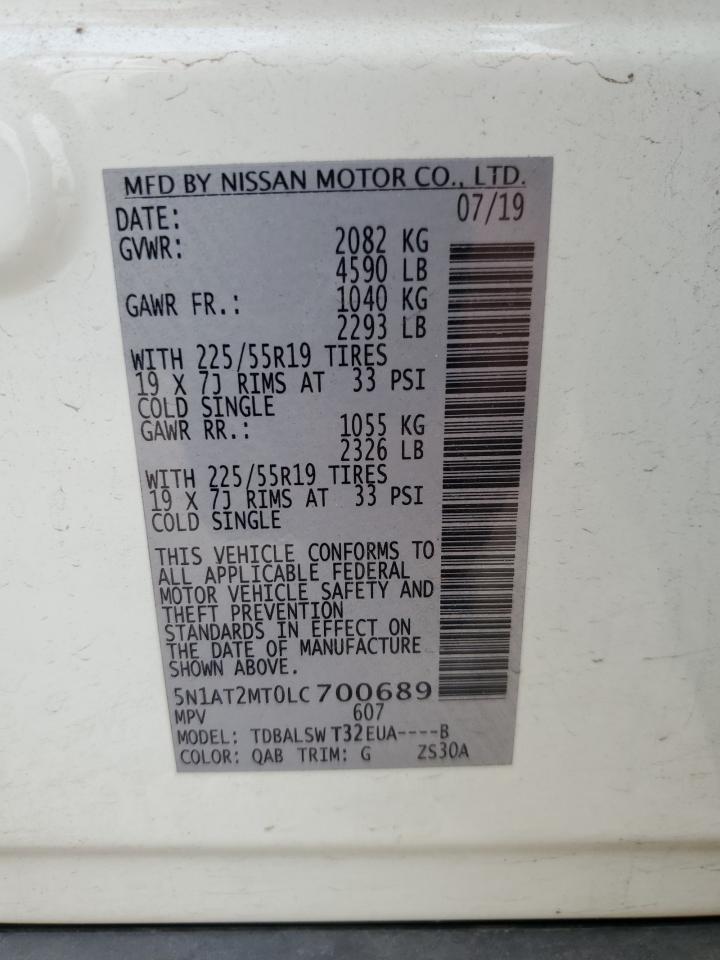 MFD BY NISSAN MOTOR CO., LTD.
DATE: 07/19
GVWR: 2082 KG
4590 LB
GAWR FR.: 1040 KG
2293 LB
WITH 225/55R19 TIRES
19 X 7J RIMS AT 33 PSI
COLD SINGLE
GAWR RR.: 1055 KG
2326 LB
WITH 225/55R19 TIRES
19 X 7J RIMS AT 33 PSI
COLD SINGLE
THIS VEHICLE CONFORMS TO
ALL APPLICABLE FEDERAL
MOTOR VEHICLE SAFETY AND
THEFT PREVENTION
STANDARDS IN EFFECT ON
THE DATE OF MANUFACTURE
SHOWN ABOVE.
5N1AT2MT0LC700689
MPV 607
MODEL: TDBALSW T32EUA----B
COLOR: QAB TRIM: G ZS30A